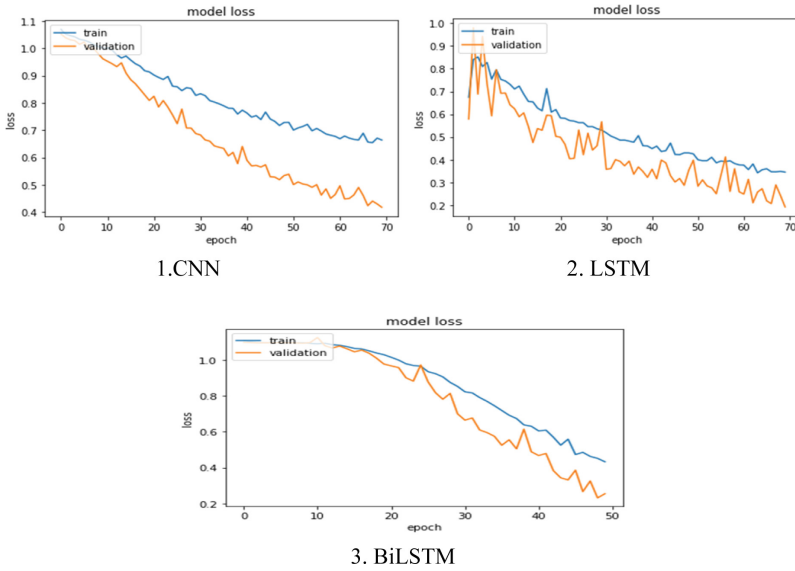 model loss
1.1
1.0
0.9
0.8
0.7
0.6
0.5
0.4
loss
train
validation
0 10 20 30 40 50 60 70
epoch
1.CNN
model loss
1.0
0.9
0.8
0.7
0.6
0.5
0.4
0.3
0.2
loss
train
validation
0 10 20 30 40 50 60 70
epoch
2. LSTM
model loss
1.0
0.8
0.6
0.4
0.2
loss
train
validation
0 10 20 30 40 50
epoch
3. BiLSTM